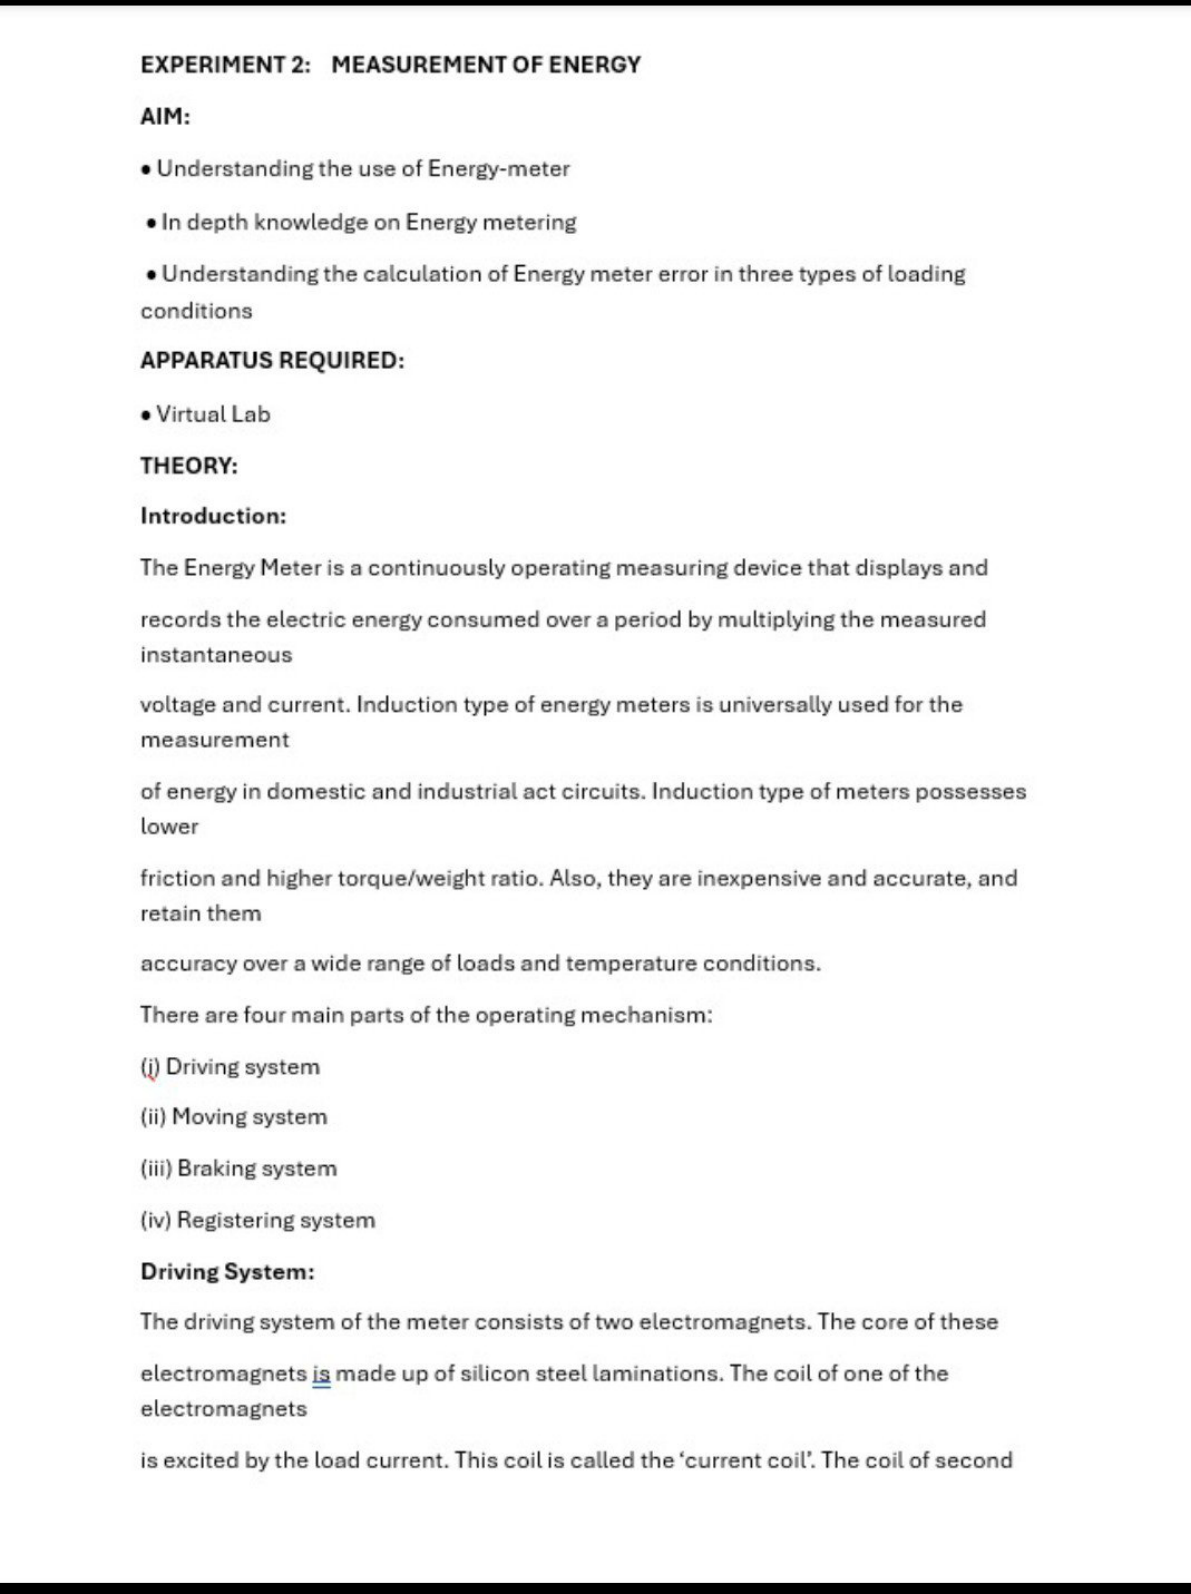 EXPERIMENT 2: MEASUREMENT OF ENERGY
AIM:
• Understanding the use of Energy-meter
• In depth knowledge on Energy metering
• Understanding the calculation of Energy meter error in three types of loading
conditions
APPARATUS REQUIRED:
• Virtual Lab
THEORY:
Introduction:
The Energy Meter is a continuously operating measuring device that displays and
records the electric energy consumed over a period by multiplying the measured
instantaneous
voltage and current. Induction type of energy meters is universally used for the
measurement
of energy in domestic and industrial act circuits. Induction type of meters possesses
lower
friction and higher torque/weight ratio. Also, they are inexpensive and accurate, and
retain them
accuracy over a wide range of loads and temperature conditions.
There are four main parts of the operating mechanism:
(i) Driving system
(ii) Moving system
(iii) Braking system
(iv) Registering system
Driving System:
The driving system of the meter consists of two electromagnets. The core of these
electromagnets is made up of silicon steel laminations. The coil of one of the
electromagnets
is excited by the load current. This coil is called the ‘current coil’. The coil of second